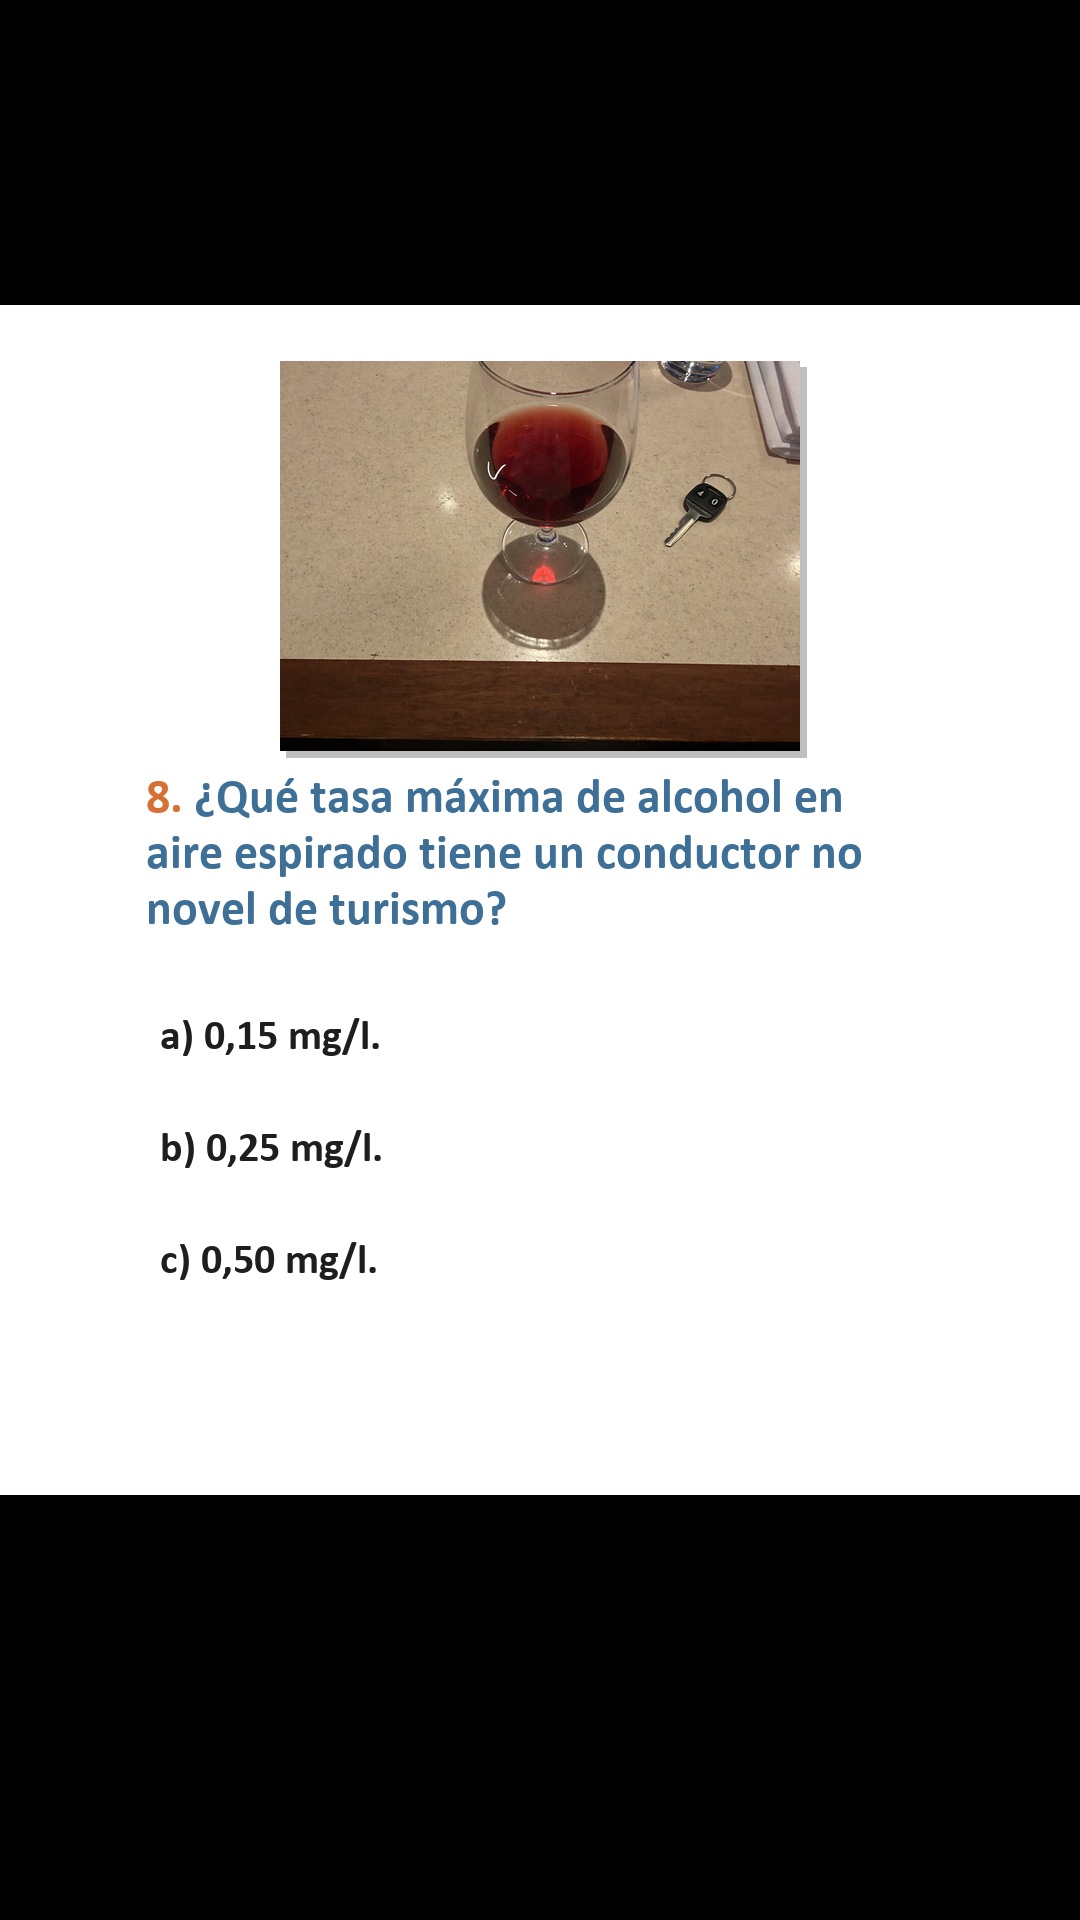 8. ¿Qué tasa máxima de alcohol en
aire espirado tiene un conductor no
novel de turismo?
a) 0,15 mg/l.
b) 0,25 mg/l.
c) 0,50 mg/l.